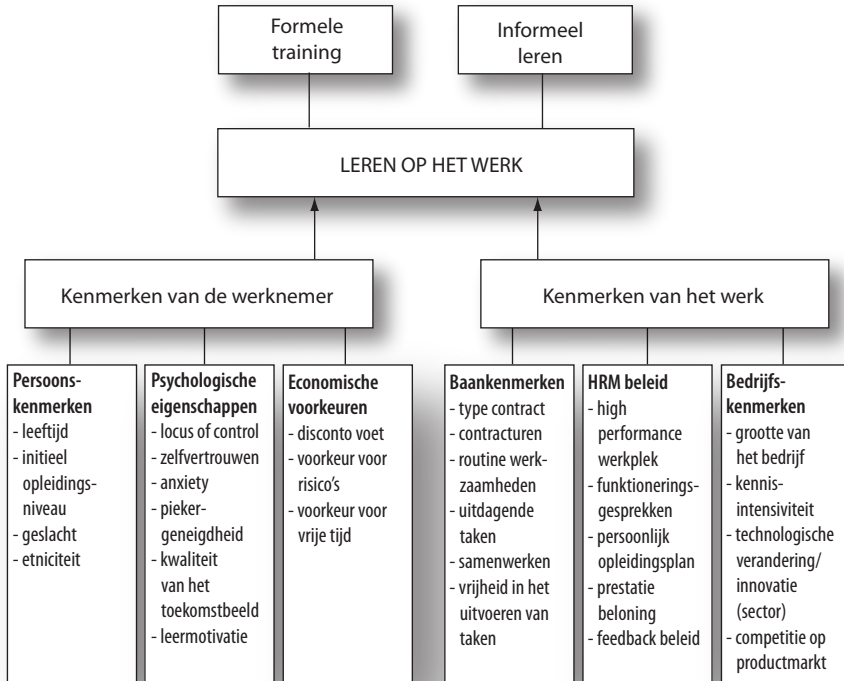 Formele
training
Informeel
leren
LEREN OP HET WERK
Kenmerken van de werknemer
Kenmerken van het werk
Persoons-
kenmerken
- leeftijd
- initieel
opleidings-
niveau
- geslacht
- etniciteit
Psychologische
eigenschappen
- locus of control
- zelfvertrouwen
- anxiety
- pieker-
geneigdheid
- kwaliteit
van het
toekomstbeeld
- leermotivatie
Economische
voorkeuren
- disconto voet
- voorkeur voor
risico's
- voorkeur voor
vrije tijd
Baankenmerken
- type contract
- contracturen
- routine werk-
zaamheden
- uitdagende
taken
- samenwerken
- vrijheid in het
uitvoeren van
taken
HRM beleid
- high
performance
werkplek
- functionerings-
gesprekken
- persoonlijk
opleidingsplan
- prestatie
beloning
- feedback beleid
Bedrijfs-
kenmerken
- grootte van
het bedrijf
- kennis-
intensiviteit
- technologische
verandering/
innovatie
(sector)
- competitie op
productmarkt